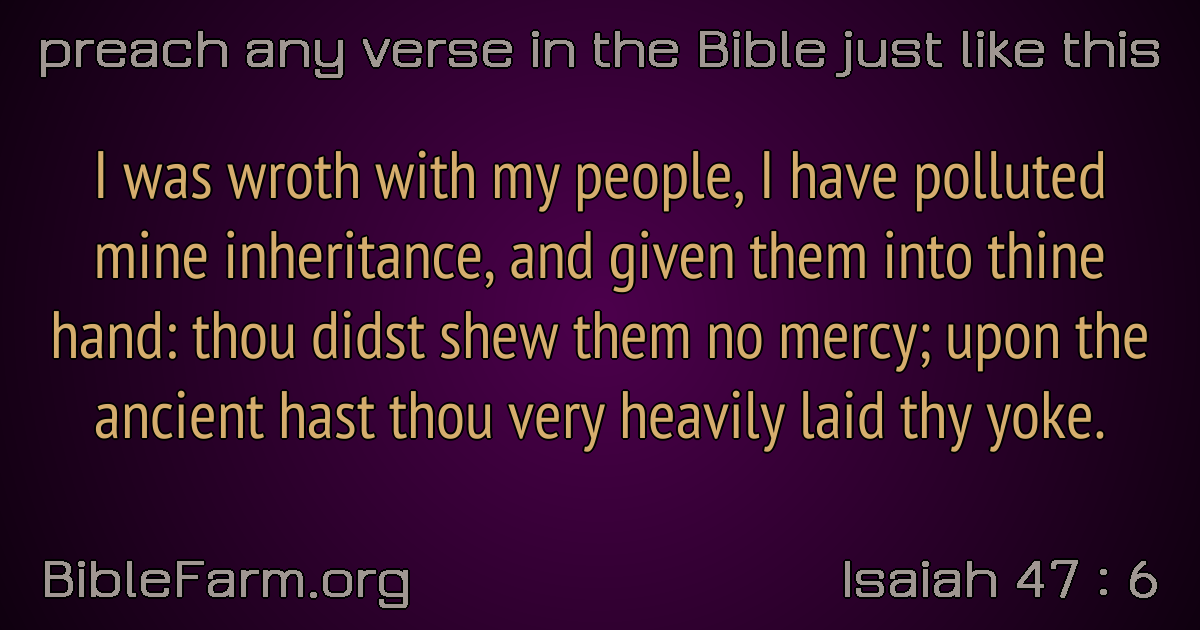 preach any verse in the Bible just like this
I was wroth with my people, I have polluted
mine inheritance, and given them into thine
hand: thou didst shew them no mercy; upon the
ancient hast thou very heavily laid thy yoke.
BibleFarm.org
Isaiah 47 : 6